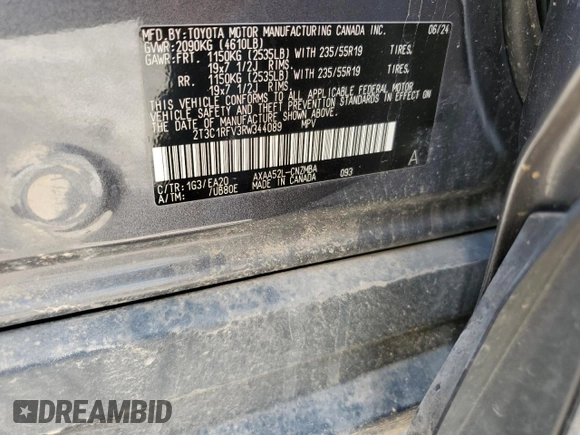 MFD.BY:TOYOTA MOTOR MANUFACTURING CANADA INC. 06/24
GVWR:2090KG (4610LB)
GAWR:FRT. 1150KG (2535LB) WITH 235/55R19 TIRES,
19x7 1/2J RIMS.
RR. 1150KG (2535LB) WITH 235/55R19 TIRES,
19x7 1/2J RIMS.
THIS VEHICLE CONFORMS TO ALL APPLICABLE FEDERAL MOTOR
VEHICLE SAFETY AND THEFT PREVENTION STANDARDS IN EFFECT ON
THE DATE OF MANUFACTURE SHOWN ABOVE.
2T3C1RFV3RW344089 MPV
A
C/TR:1G3/EA20 AXAA52L-CNZMBA 093
A/TM: /UB80E MADE IN CANADA
DREAMBID